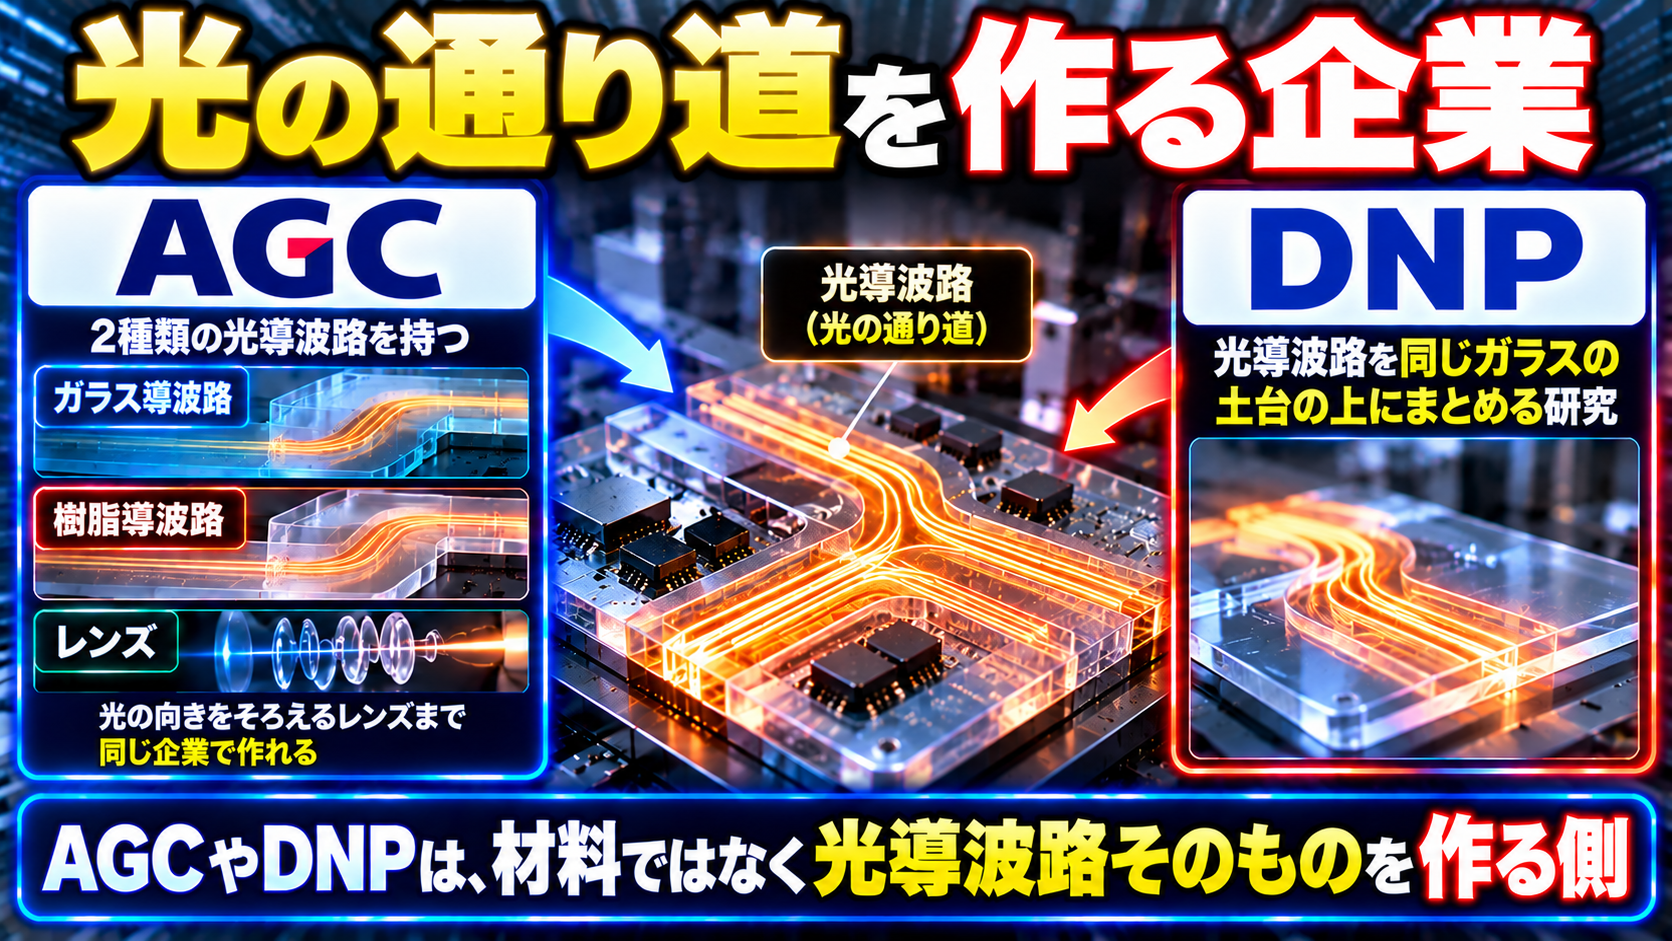 光の通り道を作る企業
AGC
2種類の光導波路を持つ
ガラス導波路
樹脂導波路
レンズ
光の向きをそろえるレンズまで
同じ企業で作れる
光導波路
(光の通り道)
DNP
光導波路を同じガラスの
土台の上にまとめる研究
AGCやDNPは、材料ではなく光導波路そのものを作る側